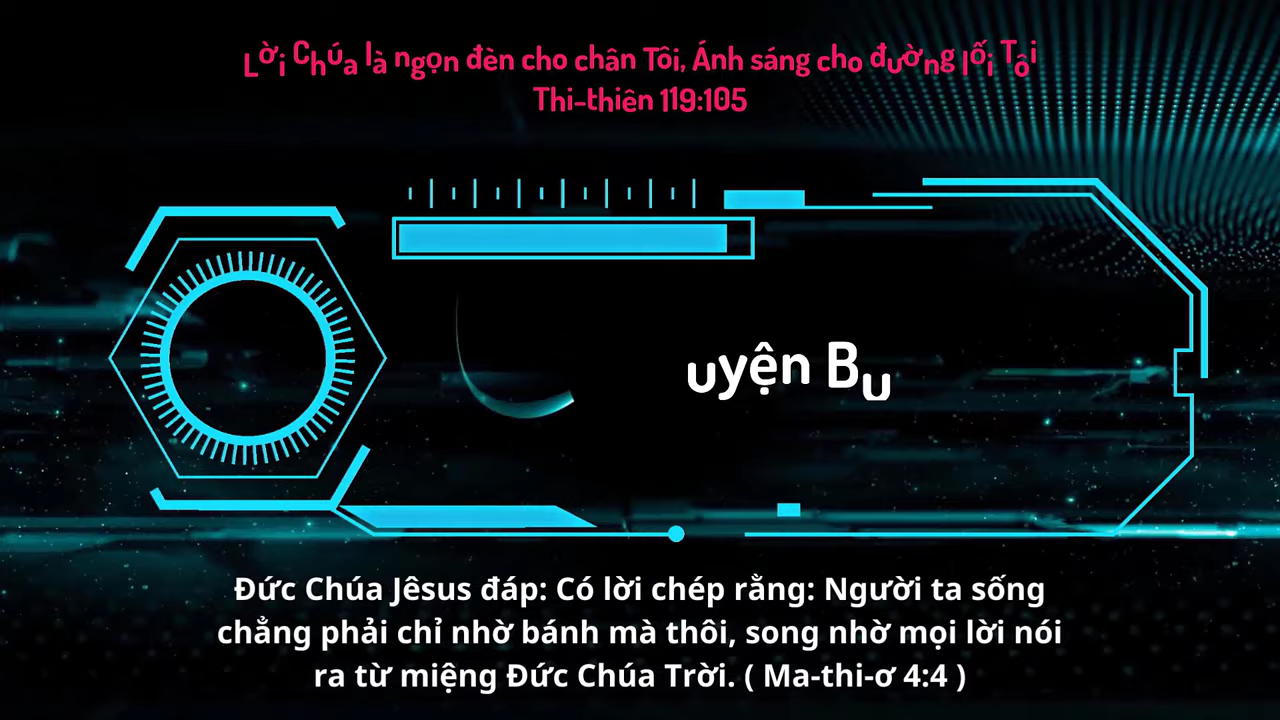 Lời Chúa là ngọn đèn cho chân Tôi, Ánh sáng cho đường lối Tôi
Thi-thiên 119:105
uyện Bu
Đức Chúa Jêsus đáp: Có lời chép rằng: Người ta sống
chẳng phải chỉ nhờ bánh mà thôi, song nhờ mọi lời nói
ra từ miệng Đức Chúa Trời. ( Ma-thi-ơ 4:4 )